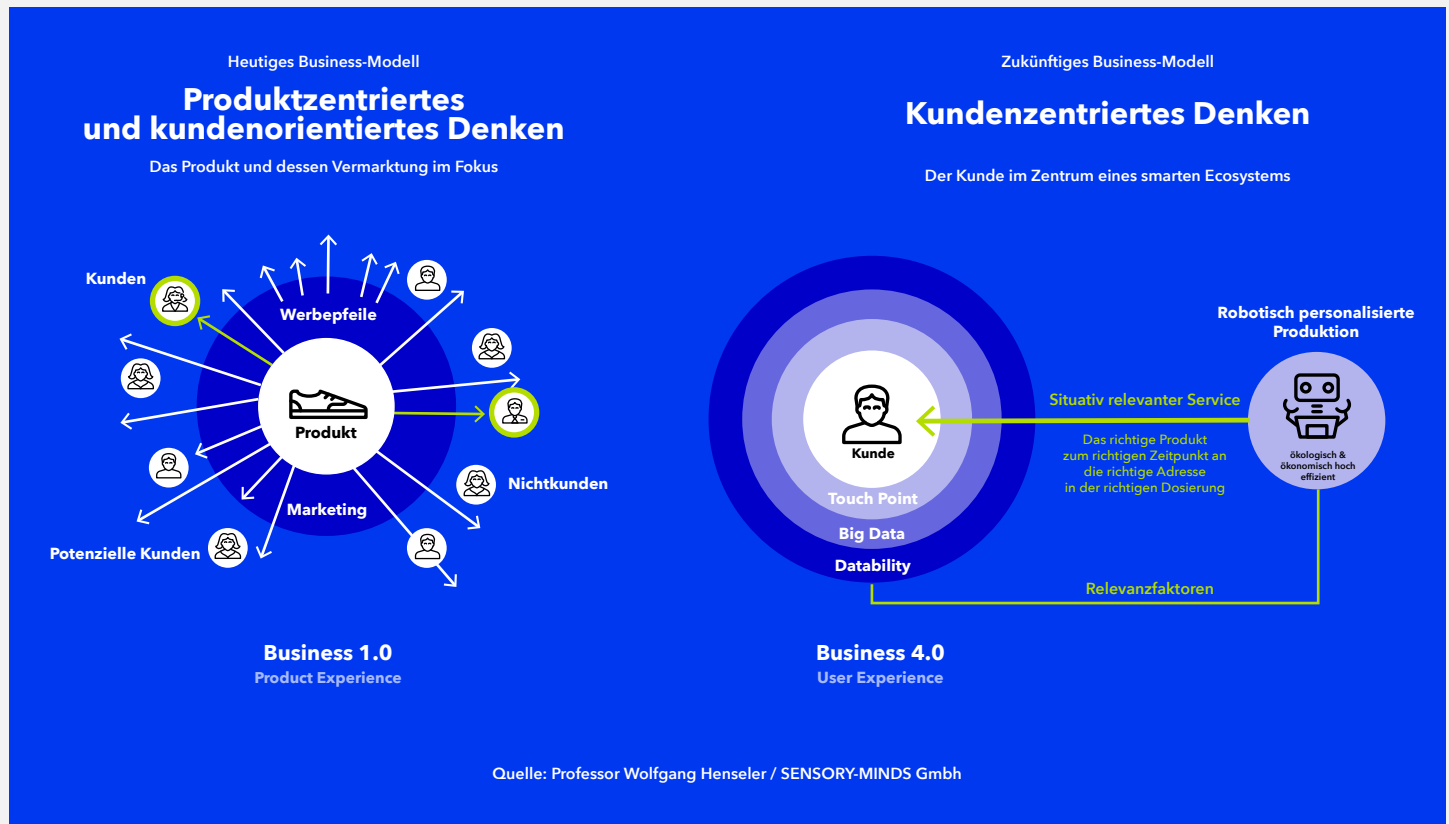 Heutiges Business-Modell
Produktzentriertes
und kundenorientiertes Denken
Das Produkt und dessen Vermarktung im Fokus
Kunden
Werbepfeile
Produkt
Marketing
Nichtkunden
Potenzielle Kunden
Business 1.0
Product Experience
Zukünftiges Business-Modell
Kundenzentriertes Denken
Der Kunde im Zentrum eines smarten Ecosystems
Kunde
Touch Point
Big Data
Datability
Situativ relevanter Service
Das richtige Produkt
zum richtigen Zeitpunkt an
die richtige Adresse
in der richtigen Dosierung
Robotisch personalisierte
Produktion
ökologisch &
ökonomisch hoch
effizient
Relevanzfaktoren
Business 4.0
User Experience
Quelle: Professor Wolfgang Henseler / SENSORY-MINDS Gmbh